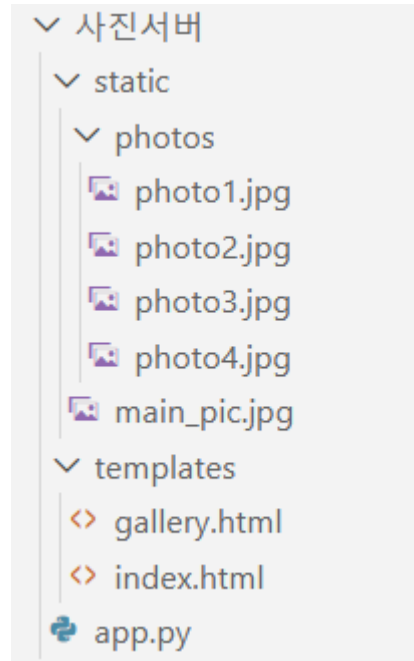 사진서버
static
photos
photo1.jpg
photo2.jpg
photo3.jpg
photo4.jpg
main_pic.jpg
templates
gallery.html
index.html
app.py